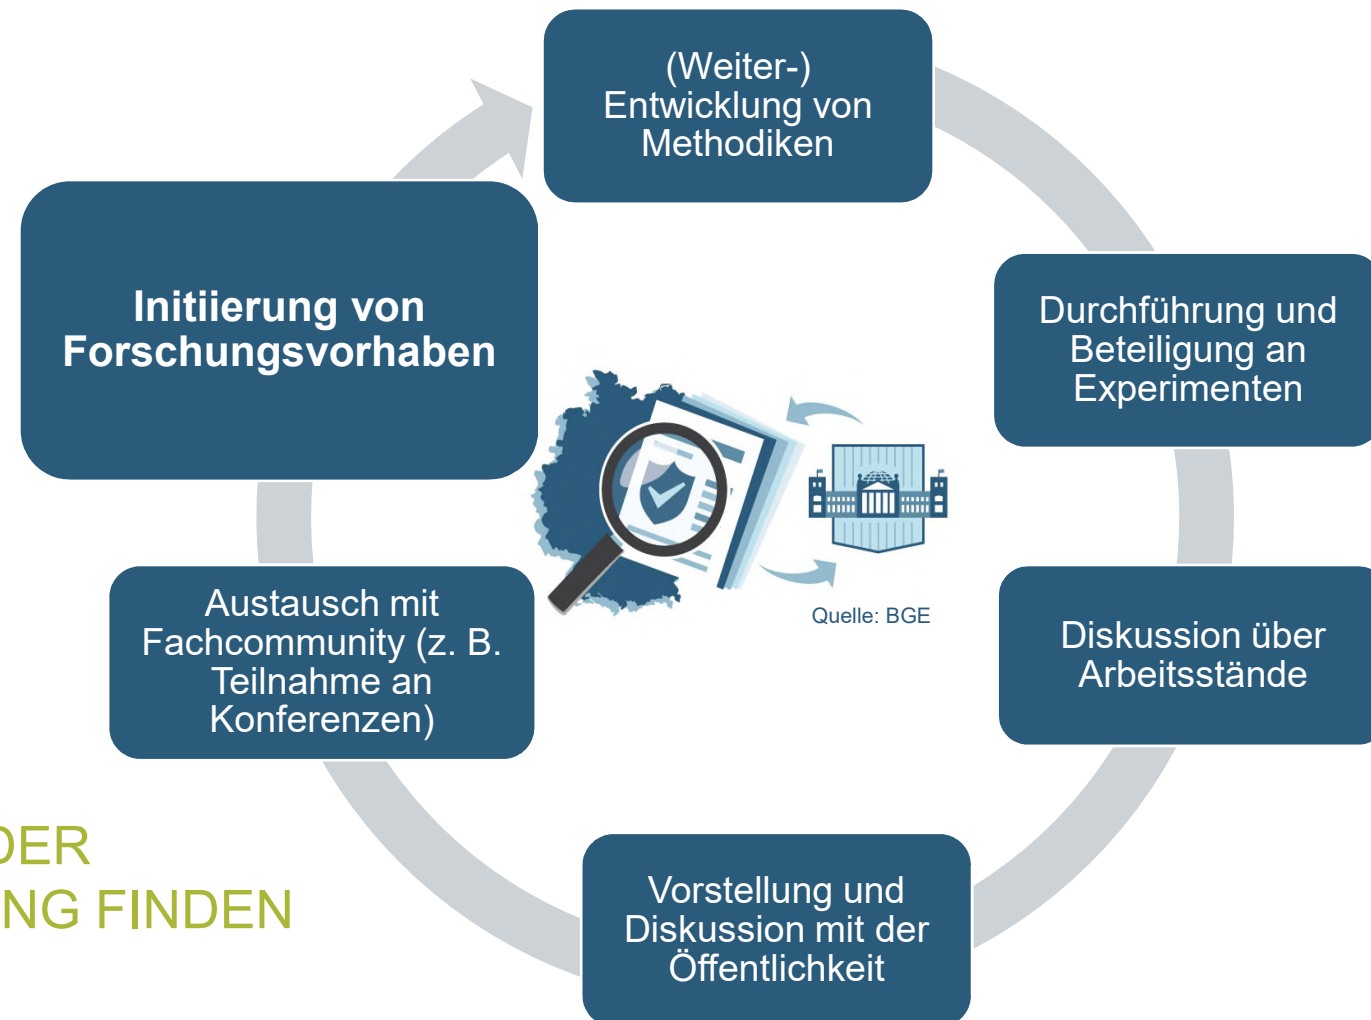 (Weiter-)
Entwicklung von
Methodiken
Durchführung und
Beteiligung an
Experimenten
Diskussion über
Arbeitsstände
Vorstellung und
Diskussion mit der
Öffentlichkeit
Austausch mit
Fachcommunity (z. B.
Teilnahme an
Konferenzen)
Initiierung von
Forschungsvorhaben
Quelle: BGE
DER
NG FINDEN